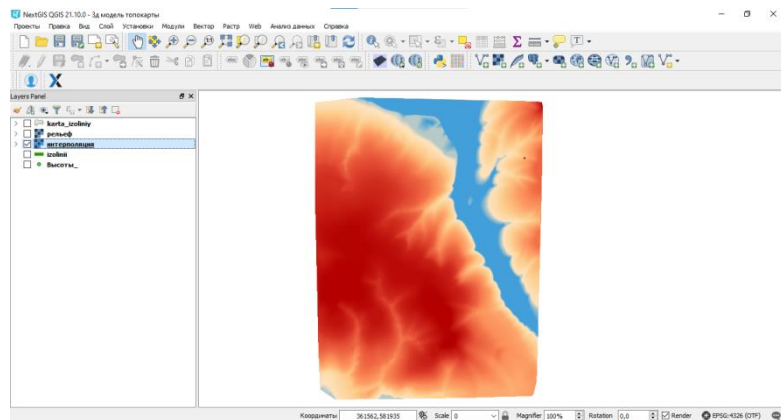 NextGIS QGIS 21.10.0 - 3д модель топокарты
Проекты Правка Вид Слой Установки Модули Вектор Растр Web Анализ данных Справка
Layers Panel
karta_izoliniy
рельеф
интерполяция
izolinii
Высоты_
Координаты 361562,581935 Scale 0 Magnifier 100% Rotation 0,0 Render EPSG:4326 (OTF)